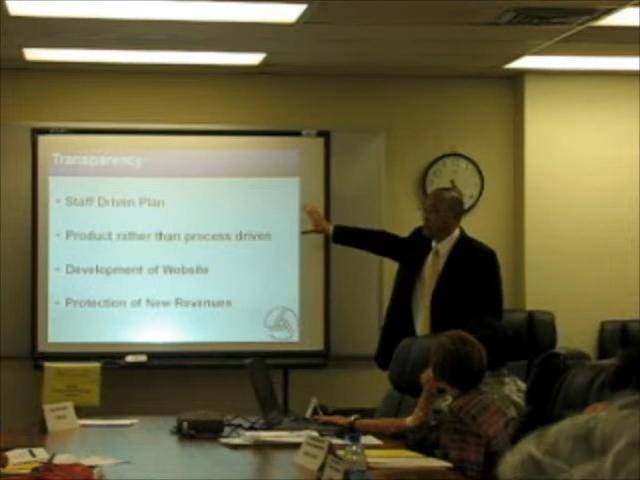 Transparency
• Staff Driven Plan
• Product rather than process driven
• Development of Website
• Protection of New Revenues